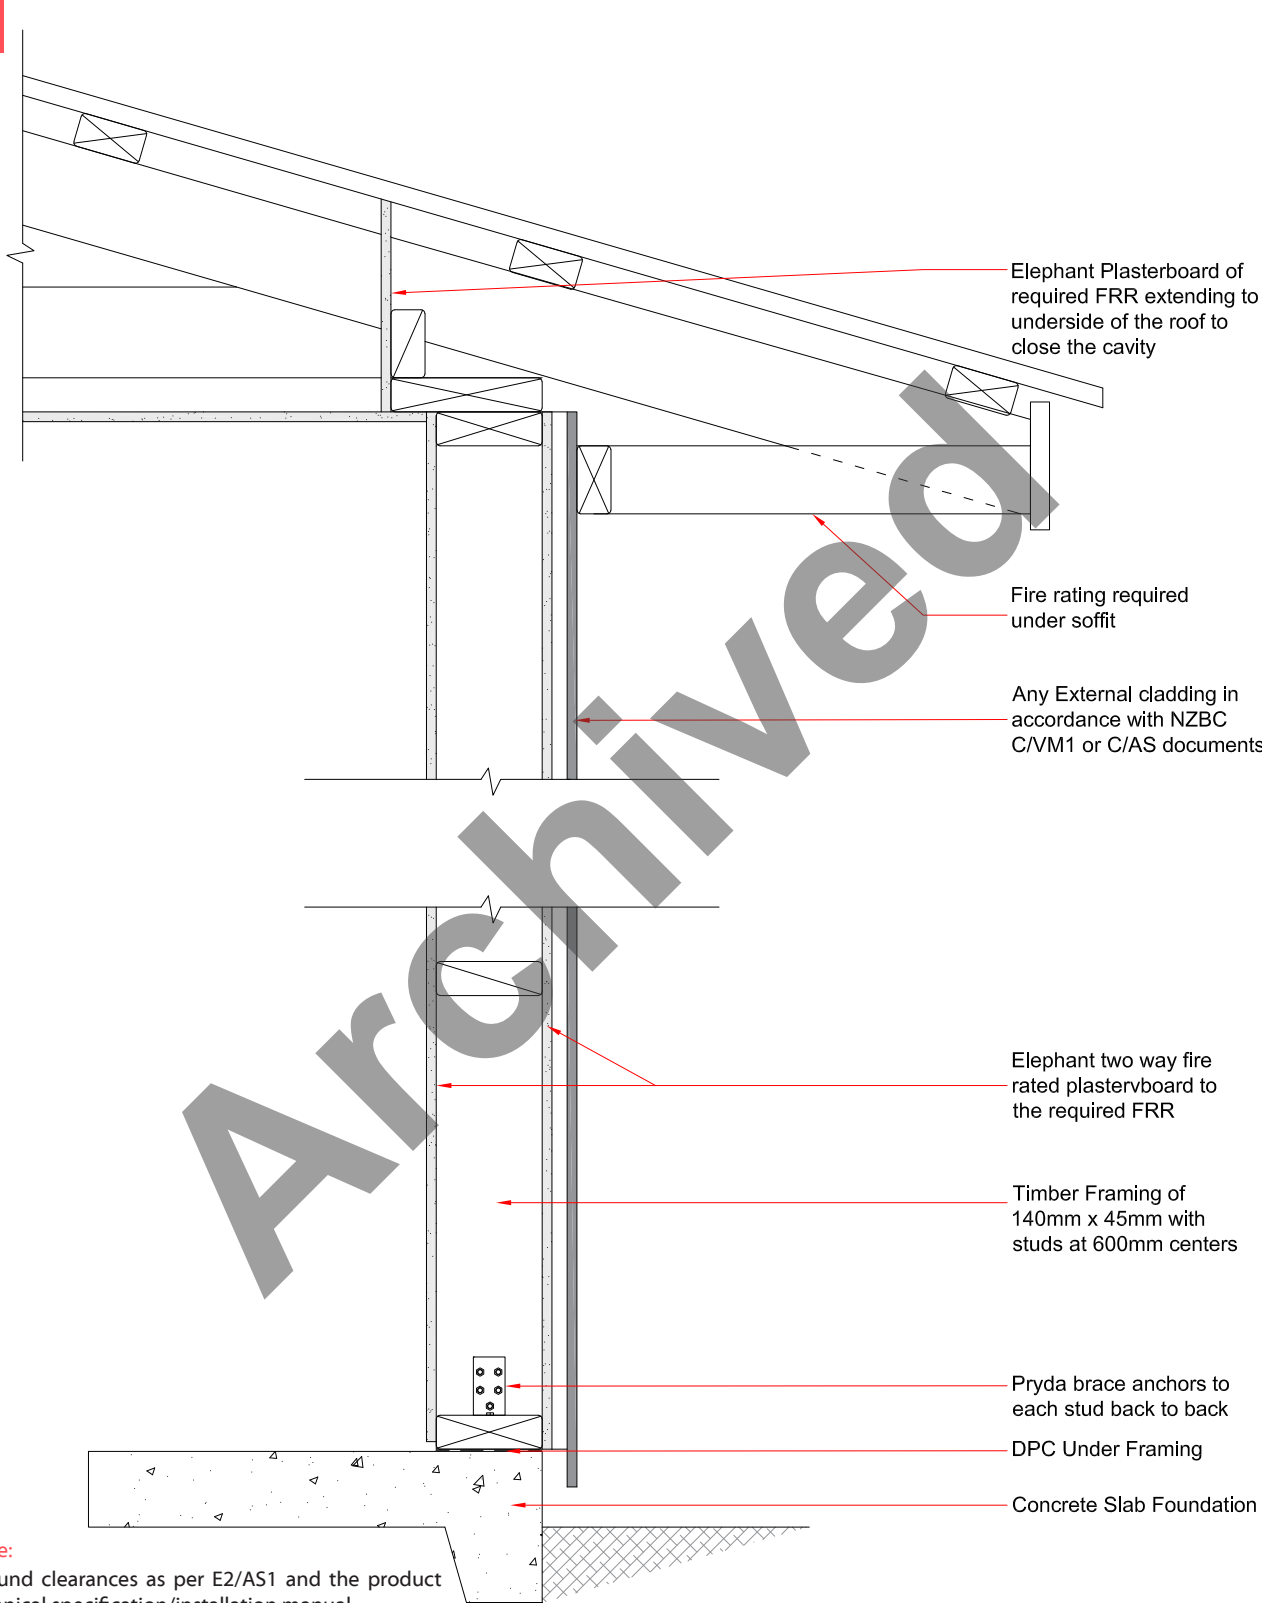 Elephant Plasterboard of
required FRR extending to
underside of the roof to
close the cavity
Fire rating required
under soffit
Any External cladding in
accordance with NZBC
C/VM1 or C/AS documents
Archived
Elephant two way fire
rated plastervboard to
the required FRR
Timber Framing of
140mm x 45mm with
studs at 600mm centers
Pryda brace anchors to
each stud back to back
DPC Under Framing
Concrete Slab Foundation
clearances as per E2/AS1 and the product
specification/installation manual